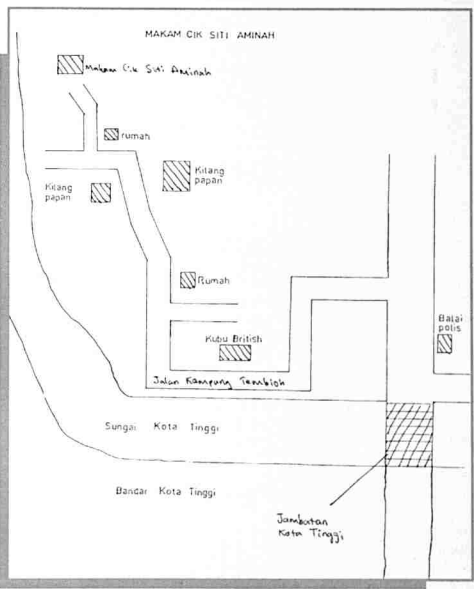 MAKAM CIK SITI AMINAH
Makam Cik Siti Aminah
rumah
Kilang
papan
Kilang
papan
Rumah
Balai
polis
Kubu British
Jalan Kampung Tembioh
Sungai Kota Tinggi
Bandar Kota Tinggi
Jambatan
Kota Tinggi